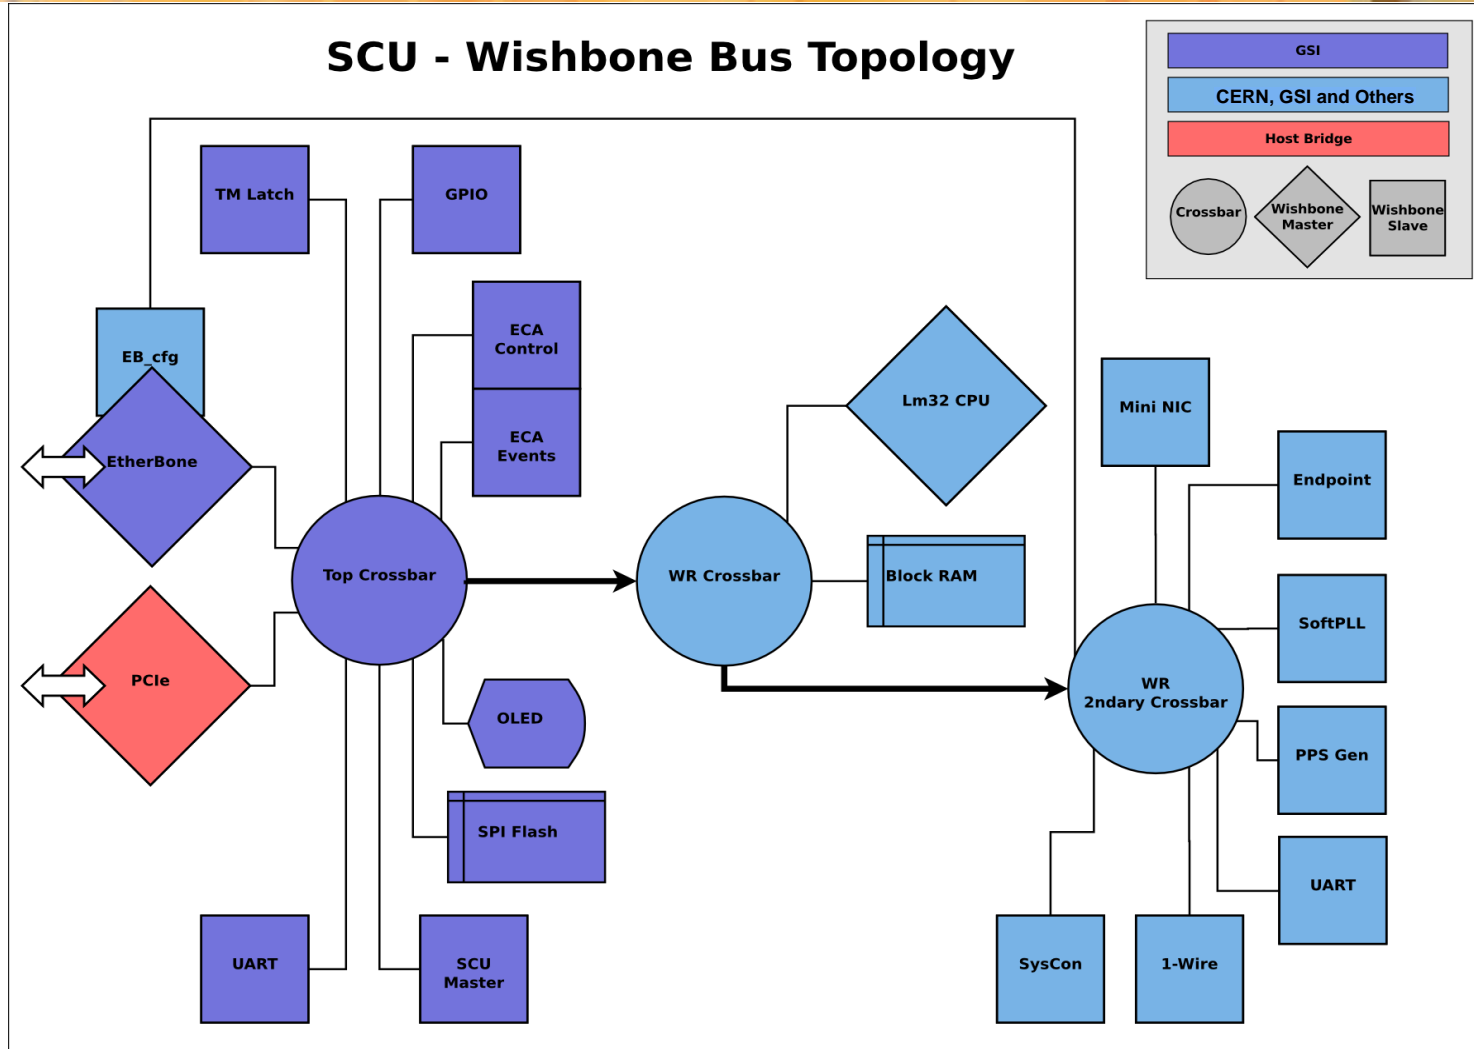 SCU - Wishbone Bus Topology
GSI
CERN, GSI and Others
Host Bridge
Crossbar
Wishbone
Master
Wishbone
Slave
TM Latch
GPIO
EB_cfg
ECA
Control
ECA
Events
EtherBone
Top Crossbar
PCIe
OLED
SPI Flash
UART
SCU
Master
WR Crossbar
Lm32 CPU
Block RAM
Mini NIC
Endpoint
SoftPLL
WR
2ndary Crossbar
PPS Gen
UART
SysCon
1-Wire